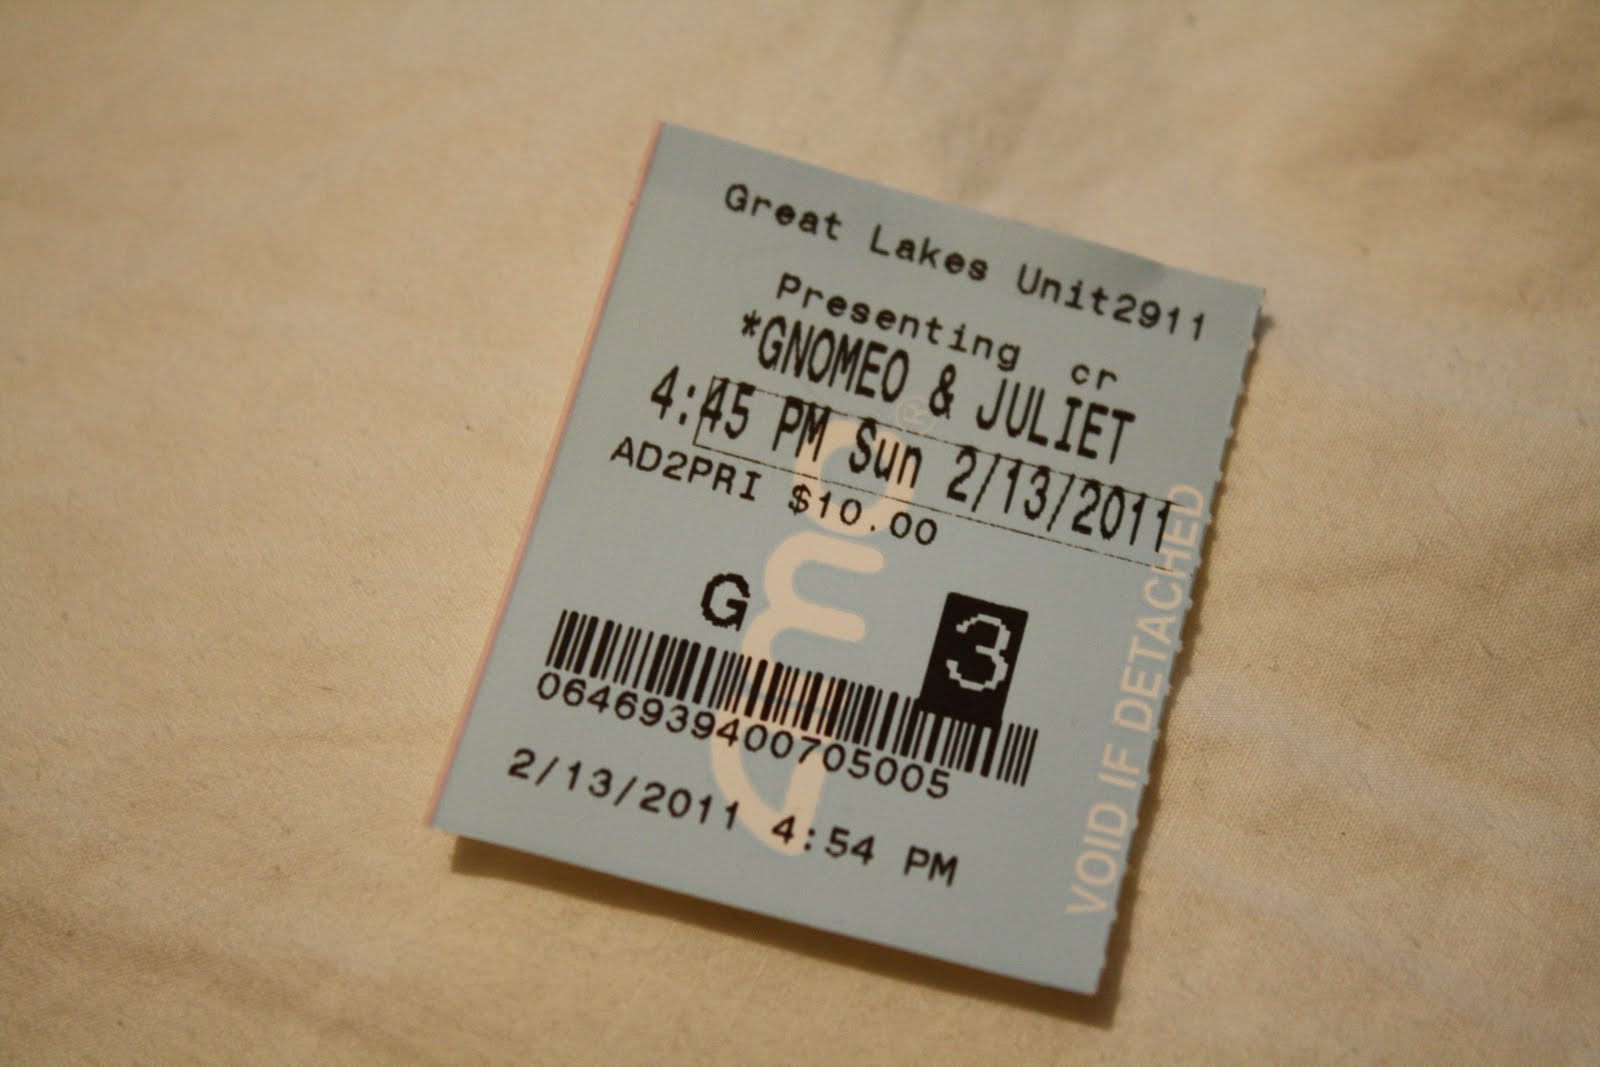 Great Lakes Unit2911
Presenting cr
*GNOMEO & JULIET
4:45 PM Sun 2/13/2011
AD2PRI $10.00
G
3
0646939400705005
2/13/2011 4:54 PM
VOID IF DETACHED
amc®